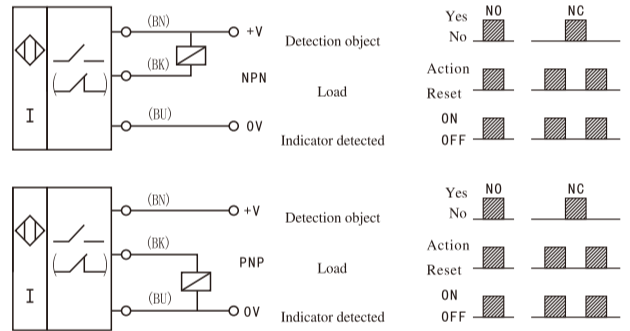 (BN) +V
(BK)
NPN
I
(BU) 0V
Detection object
Load
Indicator detected
NO NC
Yes
No
Action
Reset
ON
OFF
(BN) +V
(BK)
PNP
I
(BU) 0V
Detection object
Load
Indicator detected
NO NC
Yes
No
Action
Reset
ON
OFF